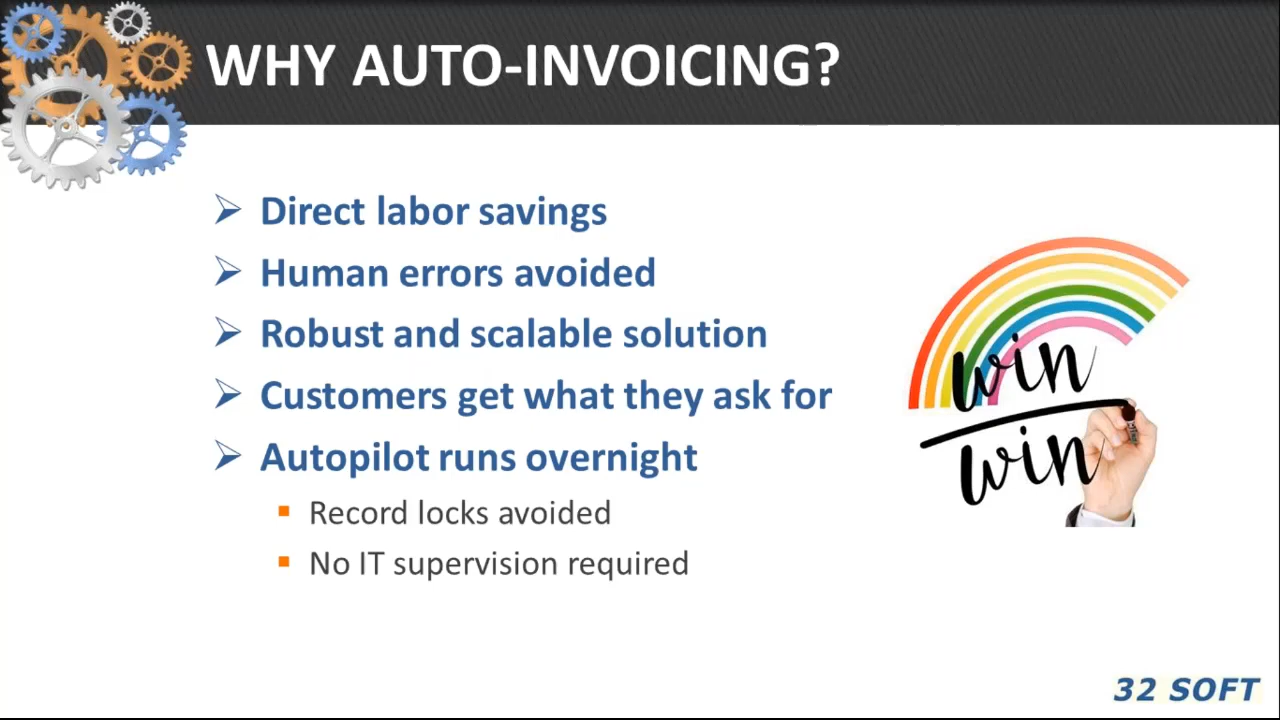 WHY AUTO-INVOICING?
Direct labor savings
Human errors avoided
Robust and scalable solution
Customers get what they ask for
Autopilot runs overnight
Record locks avoided
No IT supervision required
win
win
32 SOFT